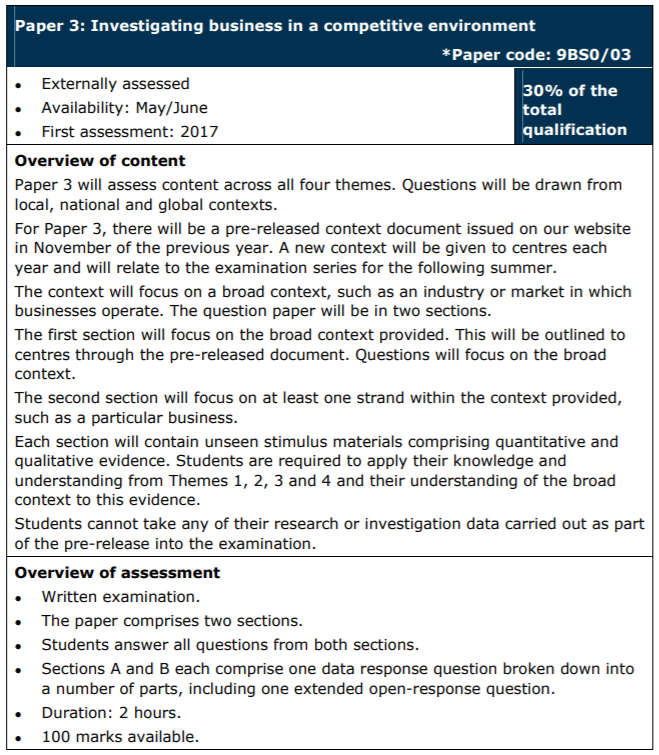 Paper 3: Investigating business in a competitive environment
*Paper code: 9BS0/03
• Externally assessed
• Availability: May/June
• First assessment: 2017
30% of the
total
qualification
Overview of content
Paper 3 will assess content across all four themes. Questions will be drawn from
local, national and global contexts.
For Paper 3, there will be a pre-released context document issued on our website
in November of the previous year. A new context will be given to centres each
year and will relate to the examination series for the following summer.
The context will focus on a broad context, such as an industry or market in which
businesses operate. The question paper will be in two sections.
The first section will focus on the broad context provided. This will be outlined to
centres through the pre-released document. Questions will focus on the broad
context.
The second section will focus on at least one strand within the context provided,
such as a particular business.
Each section will contain unseen stimulus materials comprising quantitative and
qualitative evidence. Students are required to apply their knowledge and
understanding from Themes 1, 2, 3 and 4 and their understanding of the broad
context to this evidence.
Students cannot take any of their research or investigation data carried out as part
of the pre-release into the examination.
Overview of assessment
• Written examination.
• The paper comprises two sections.
• Students answer all questions from both sections.
• Sections A and B each comprise one data response question broken down into
a number of parts, including one extended open-response question.
• Duration: 2 hours.
• 100 marks available.